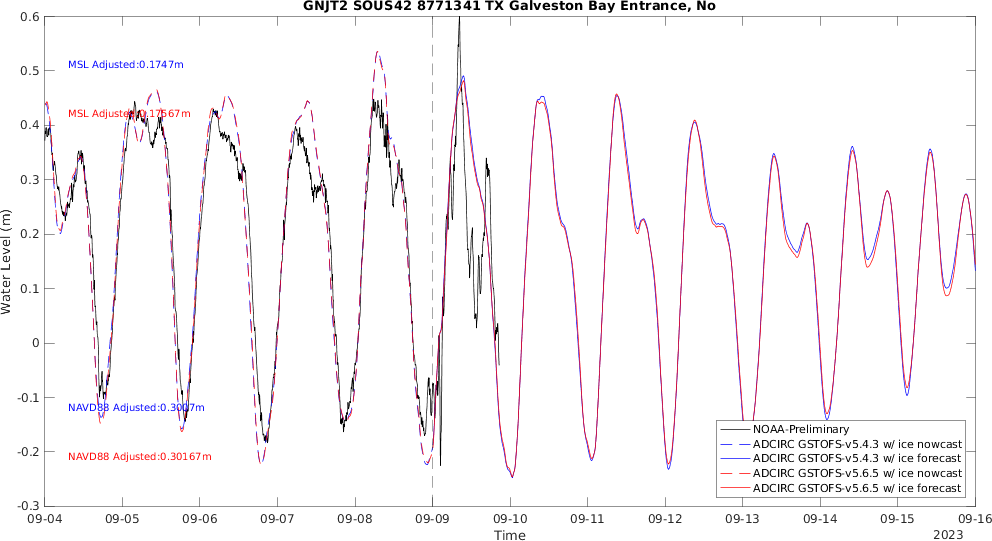 GNJT2 SOUS42 8771341 TX Galveston Bay Entrance, No
0.6
0.5
0.4
0.3
0.2
0.1
0
-0.1
-0.2
-0.3
Water Level (m)
MSL Adjusted:0.1747m
MSL Adjusted:0.17567m
NAVD88 Adjusted:0.3007m
NAVD88 Adjusted:0.30167m
NOAA-Preliminary
ADCIRC GSTOFS-v5.4.3 w/ ice nowcast
ADCIRC GSTOFS-v5.4.3 w/ ice forecast
ADCIRC GSTOFS-v5.6.5 w/ ice nowcast
ADCIRC GSTOFS-v5.6.5 w/ ice forecast
09-04 09-05 09-06 09-07 09-08 09-09 09-10 09-11 09-12 09-13 09-14 09-15 09-16
Time
2023